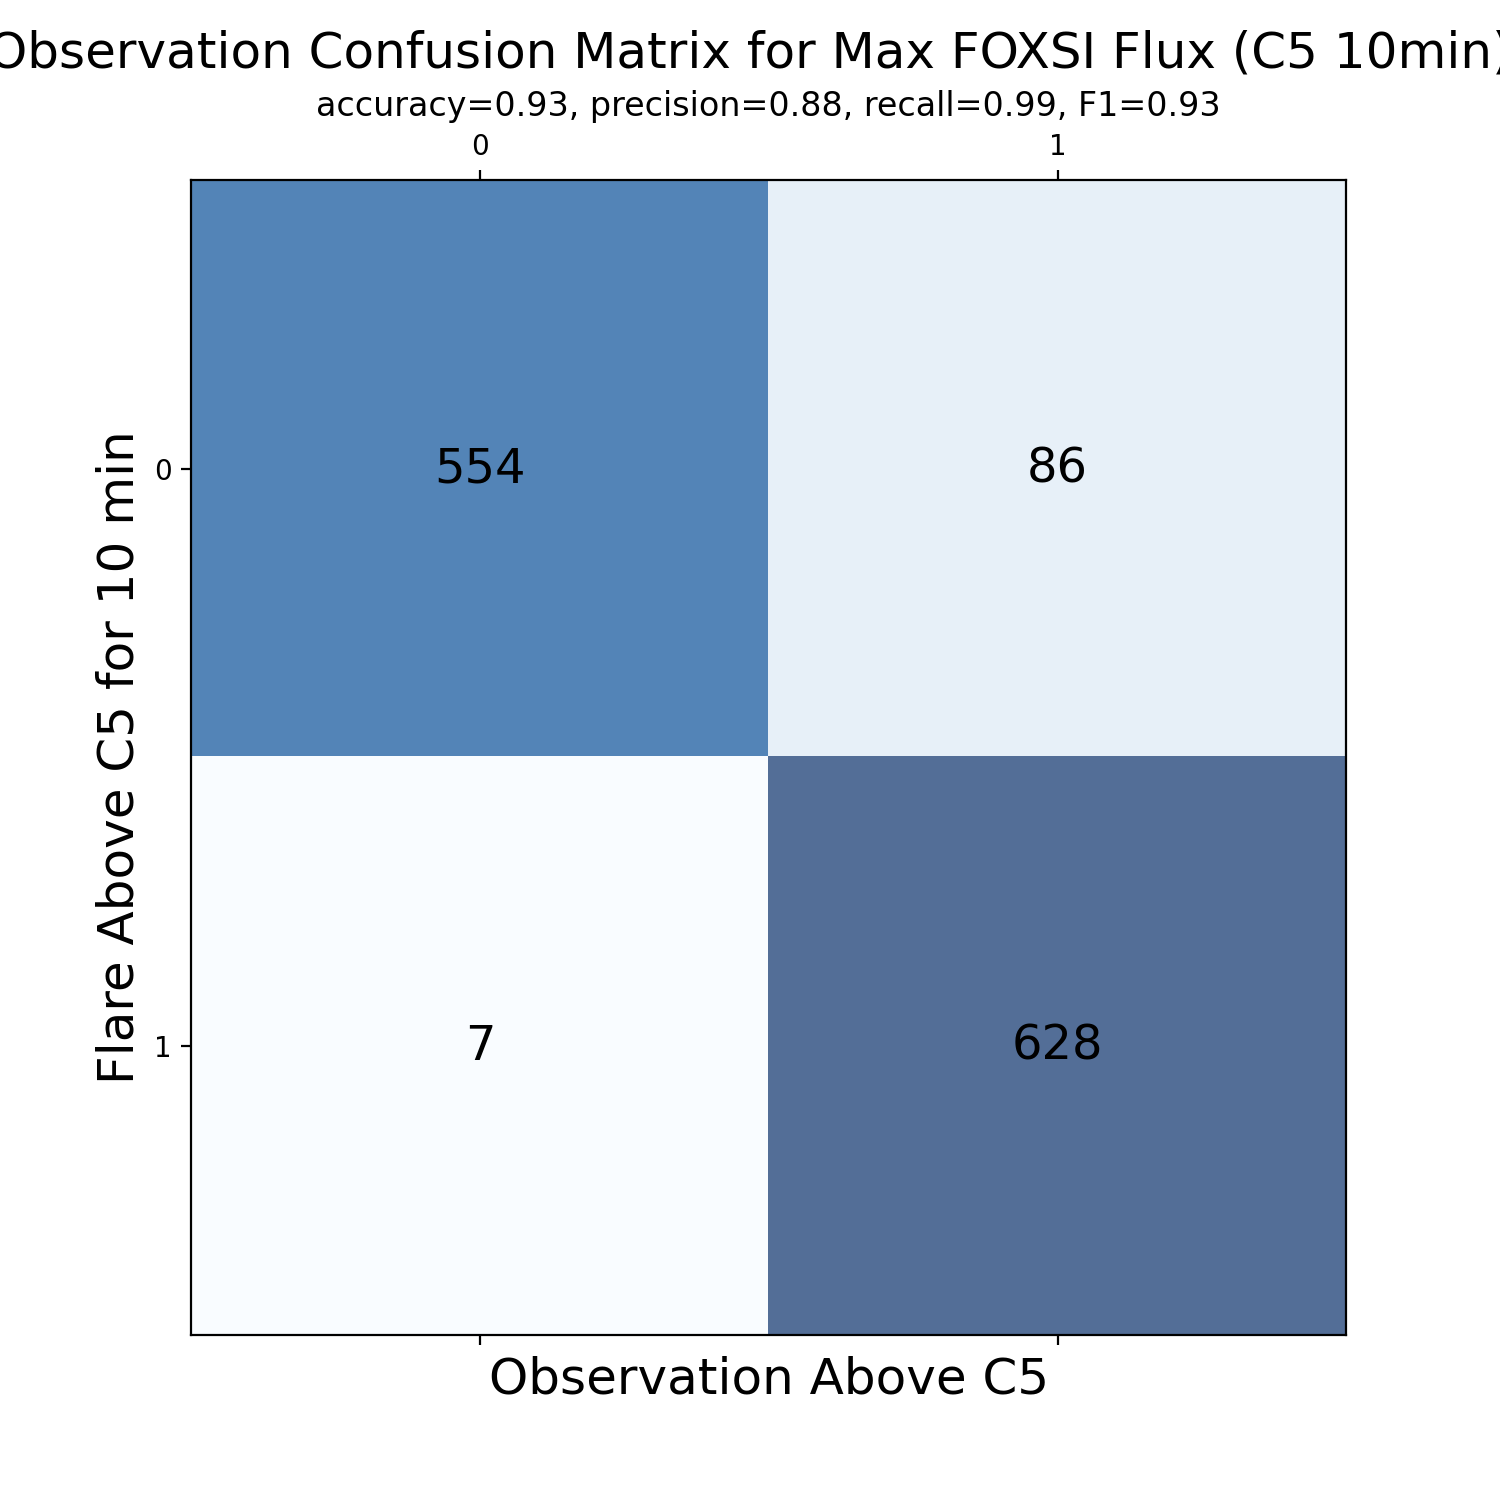 Observation Confusion Matrix for Max FOXSI Flux (C5 10min)
accuracy=0.93, precision=0.88, recall=0.99, F1=0.93
0 1
Flare Above C5 for 10 min
0 554 86
1 7 628
Observation Above C5